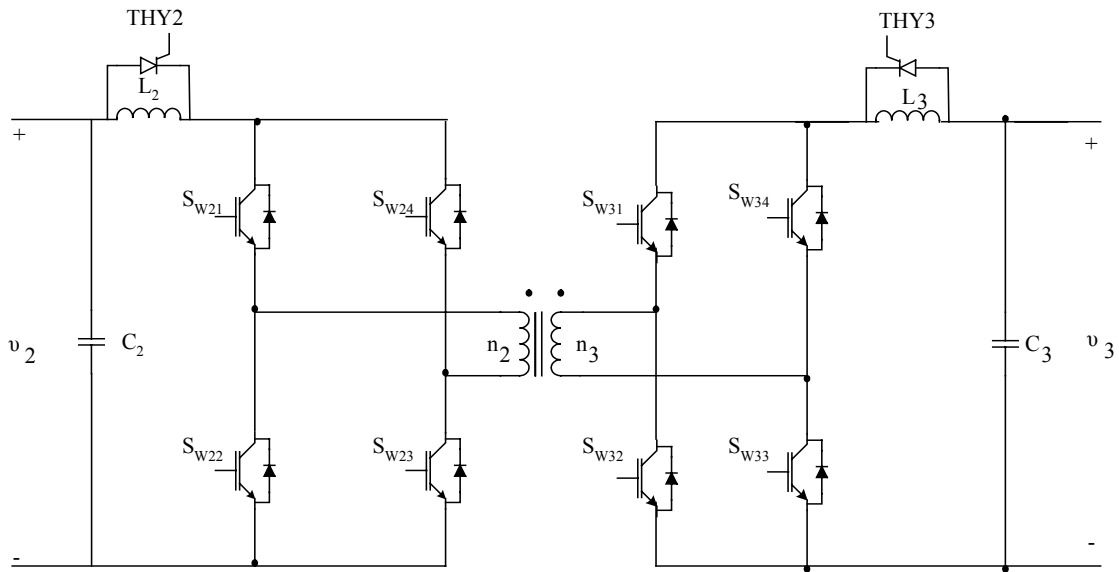 THY2
THY3
L2
L3
+
+
SW21
SW24
SW31
SW34
υ2
C2
n2
n3
C3
υ3
SW22
SW23
SW32
SW33
-
-